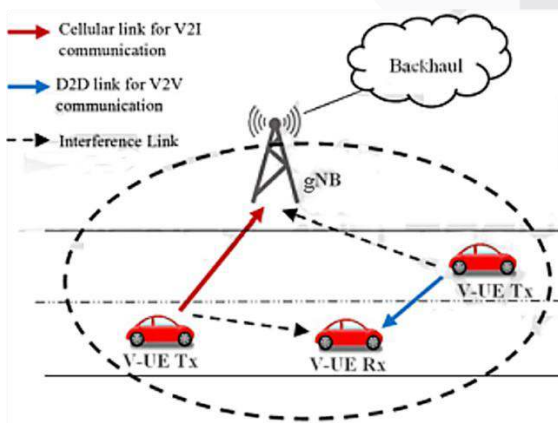 Cellular link for V2I
communication
D2D link for V2V
communication
Interference Link
Backhaul
gNB
V-UE Tx
V-UE Tx
V-UE Rx